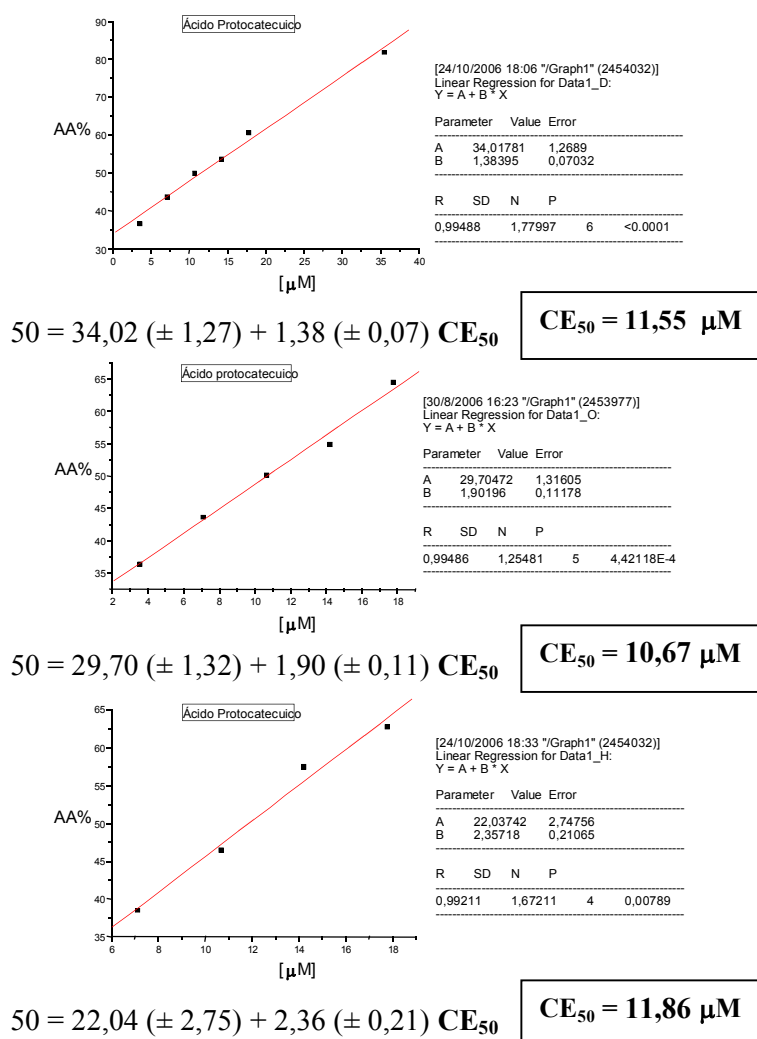 Ácido Protocatecuico
90
80
70
60
50
40
30
AA%
0 5 10 15 20 25 30 35 40
[μM]
[24/10/2006 18:06 "/Graph1" (2454032)]
Linear Regression for Data1_D:
Y = A + B * X
Parameter Value Error
A 34,01781 1,2689
B 1,38395 0,07032
R SD N P
0,99488 1,77997 6 <0.0001
50 = 34,02 (± 1,27) + 1,38 (± 0,07) CE50
CE50 = 11,55 μM
Ácido protocatecuico
65
60
55
50
45
40
35
AA%
2 4 6 8 10 12 14 16 18
[μM]
[30/8/2006 16:23 "/Graph1" (2453977)]
Linear Regression for Data1_O:
Y = A + B * X
Parameter Value Error
A 29,70472 1,31605
B 1,90196 0,11178
R SD N P
0,99486 1,25481 5 4,42118E-4
50 = 29,70 (± 1,32) + 1,90 (± 0,11) CE50
CE50 = 10,67 μM
Ácido Protocatecuico
65
60
55
50
45
40
35
AA%
6 8 10 12 14 16 18
[μM]
[24/10/2006 18:33 "/Graph1" (2454032)]
Linear Regression for Data1_H:
Y = A + B * X
Parameter Value Error
A 22,03742 2,74756
B 2,35718 0,21065
R SD N P
0,99211 1,67211 4 0,00789
50 = 22,04 (± 2,75) + 2,36 (± 0,21) CE50
CE50 = 11,86 μM